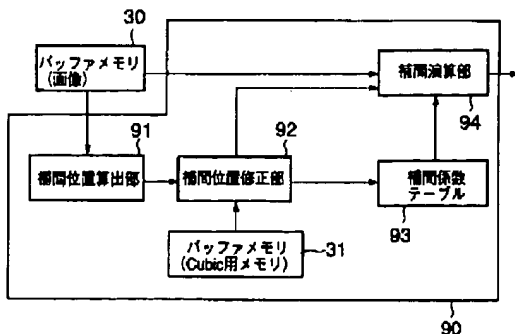 30
バッファメモリ
(画像)
補間演算部
94
91
92
補間位置算出部
補間位置修正部
補間係数
テーブル
93
バッファメモリ
(Cubic用メモリ)
31
90